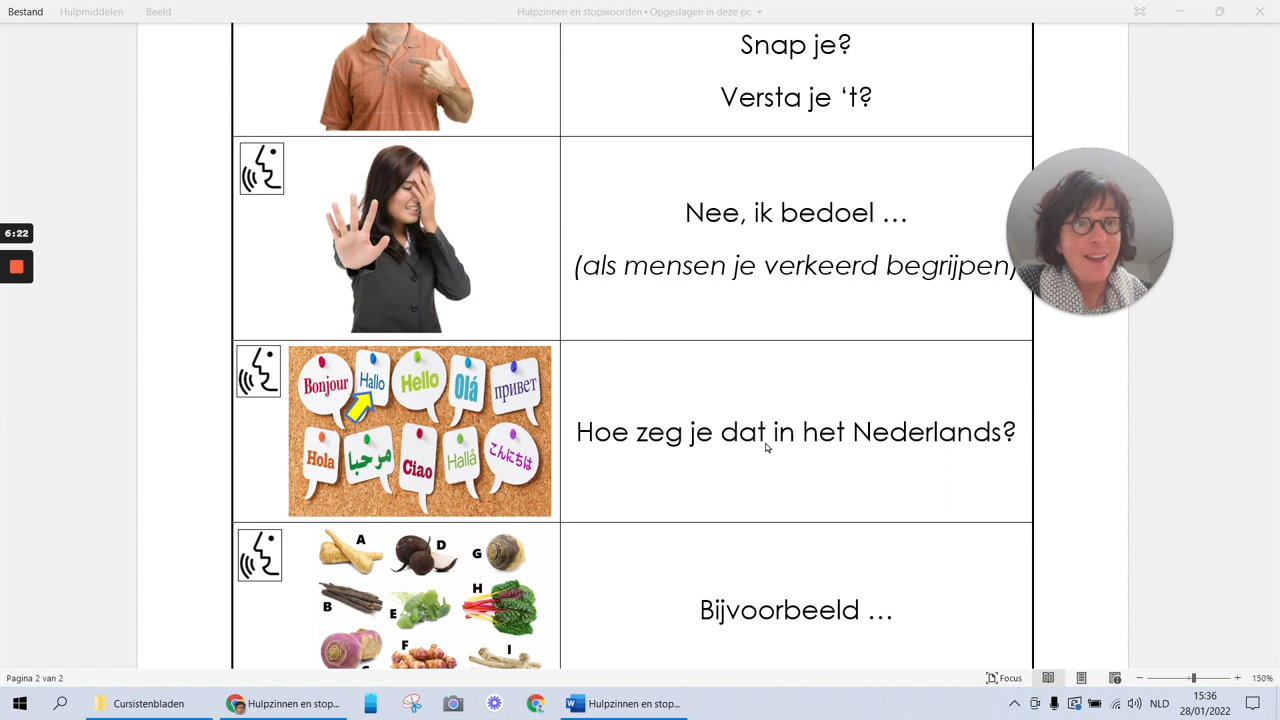 Bestand Hulpmiddelen Beeld Hulpzinnen en stopwoorden • Opgeslagen in deze pc
Snap je?
Versta je ‘t?
Nee, ik bedoel …
(als mensen je verkeerd begrijpen)
6:22
Bonjour Hallo Hello Olá привет
Hola مرحبا Ciao Hallå こんにちは
Hoe zeg je dat in het Nederlands?
A D G
B E H
F I
Bijvoorbeeld …
Pagina 2 van 2 Focus 150%
Cursistenbladen Hulpzinnen en stop... Hulpzinnen en stop... NLD 15:36
28/01/2022